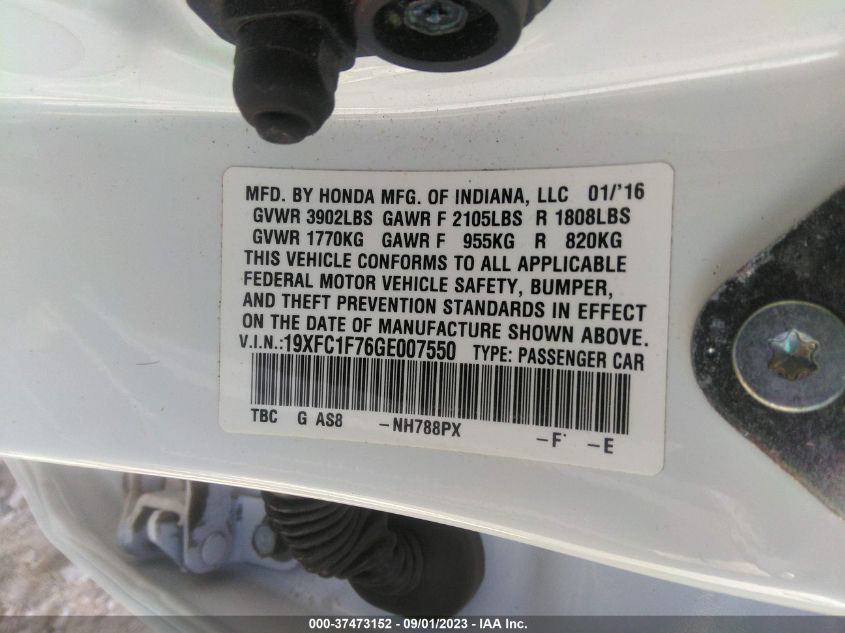 MFD. BY HONDA MFG. OF INDIANA, LLC 01/'16
GVWR 3902LBS GAWR F 2105LBS R 1808LBS
GVWR 1770KG GAWR F 955KG R 820KG
THIS VEHICLE CONFORMS TO ALL APPLICABLE
FEDERAL MOTOR VEHICLE SAFETY, BUMPER,
AND THEFT PREVENTION STANDARDS IN EFFECT
ON THE DATE OF MANUFACTURE SHOWN ABOVE.
V.I.N.:19XFC1F76GE007550 TYPE: PASSENGER CAR
TBC G AS8 -NH788PX -F -E
000-37473152 - 09/01/2023 - IAA Inc.